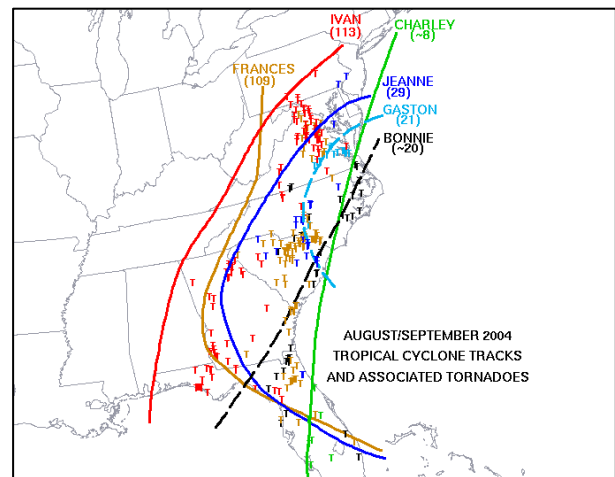 IVAN
(113)
CHARLEY
(~8)
FRANCES
(109)
JEANNE
(29)
GASTON
(21)
BONNIE
(~20)
AUGUST/SEPTEMBER 2004
TROPICAL CYCLONE TRACKS
AND ASSOCIATED TORNADOES